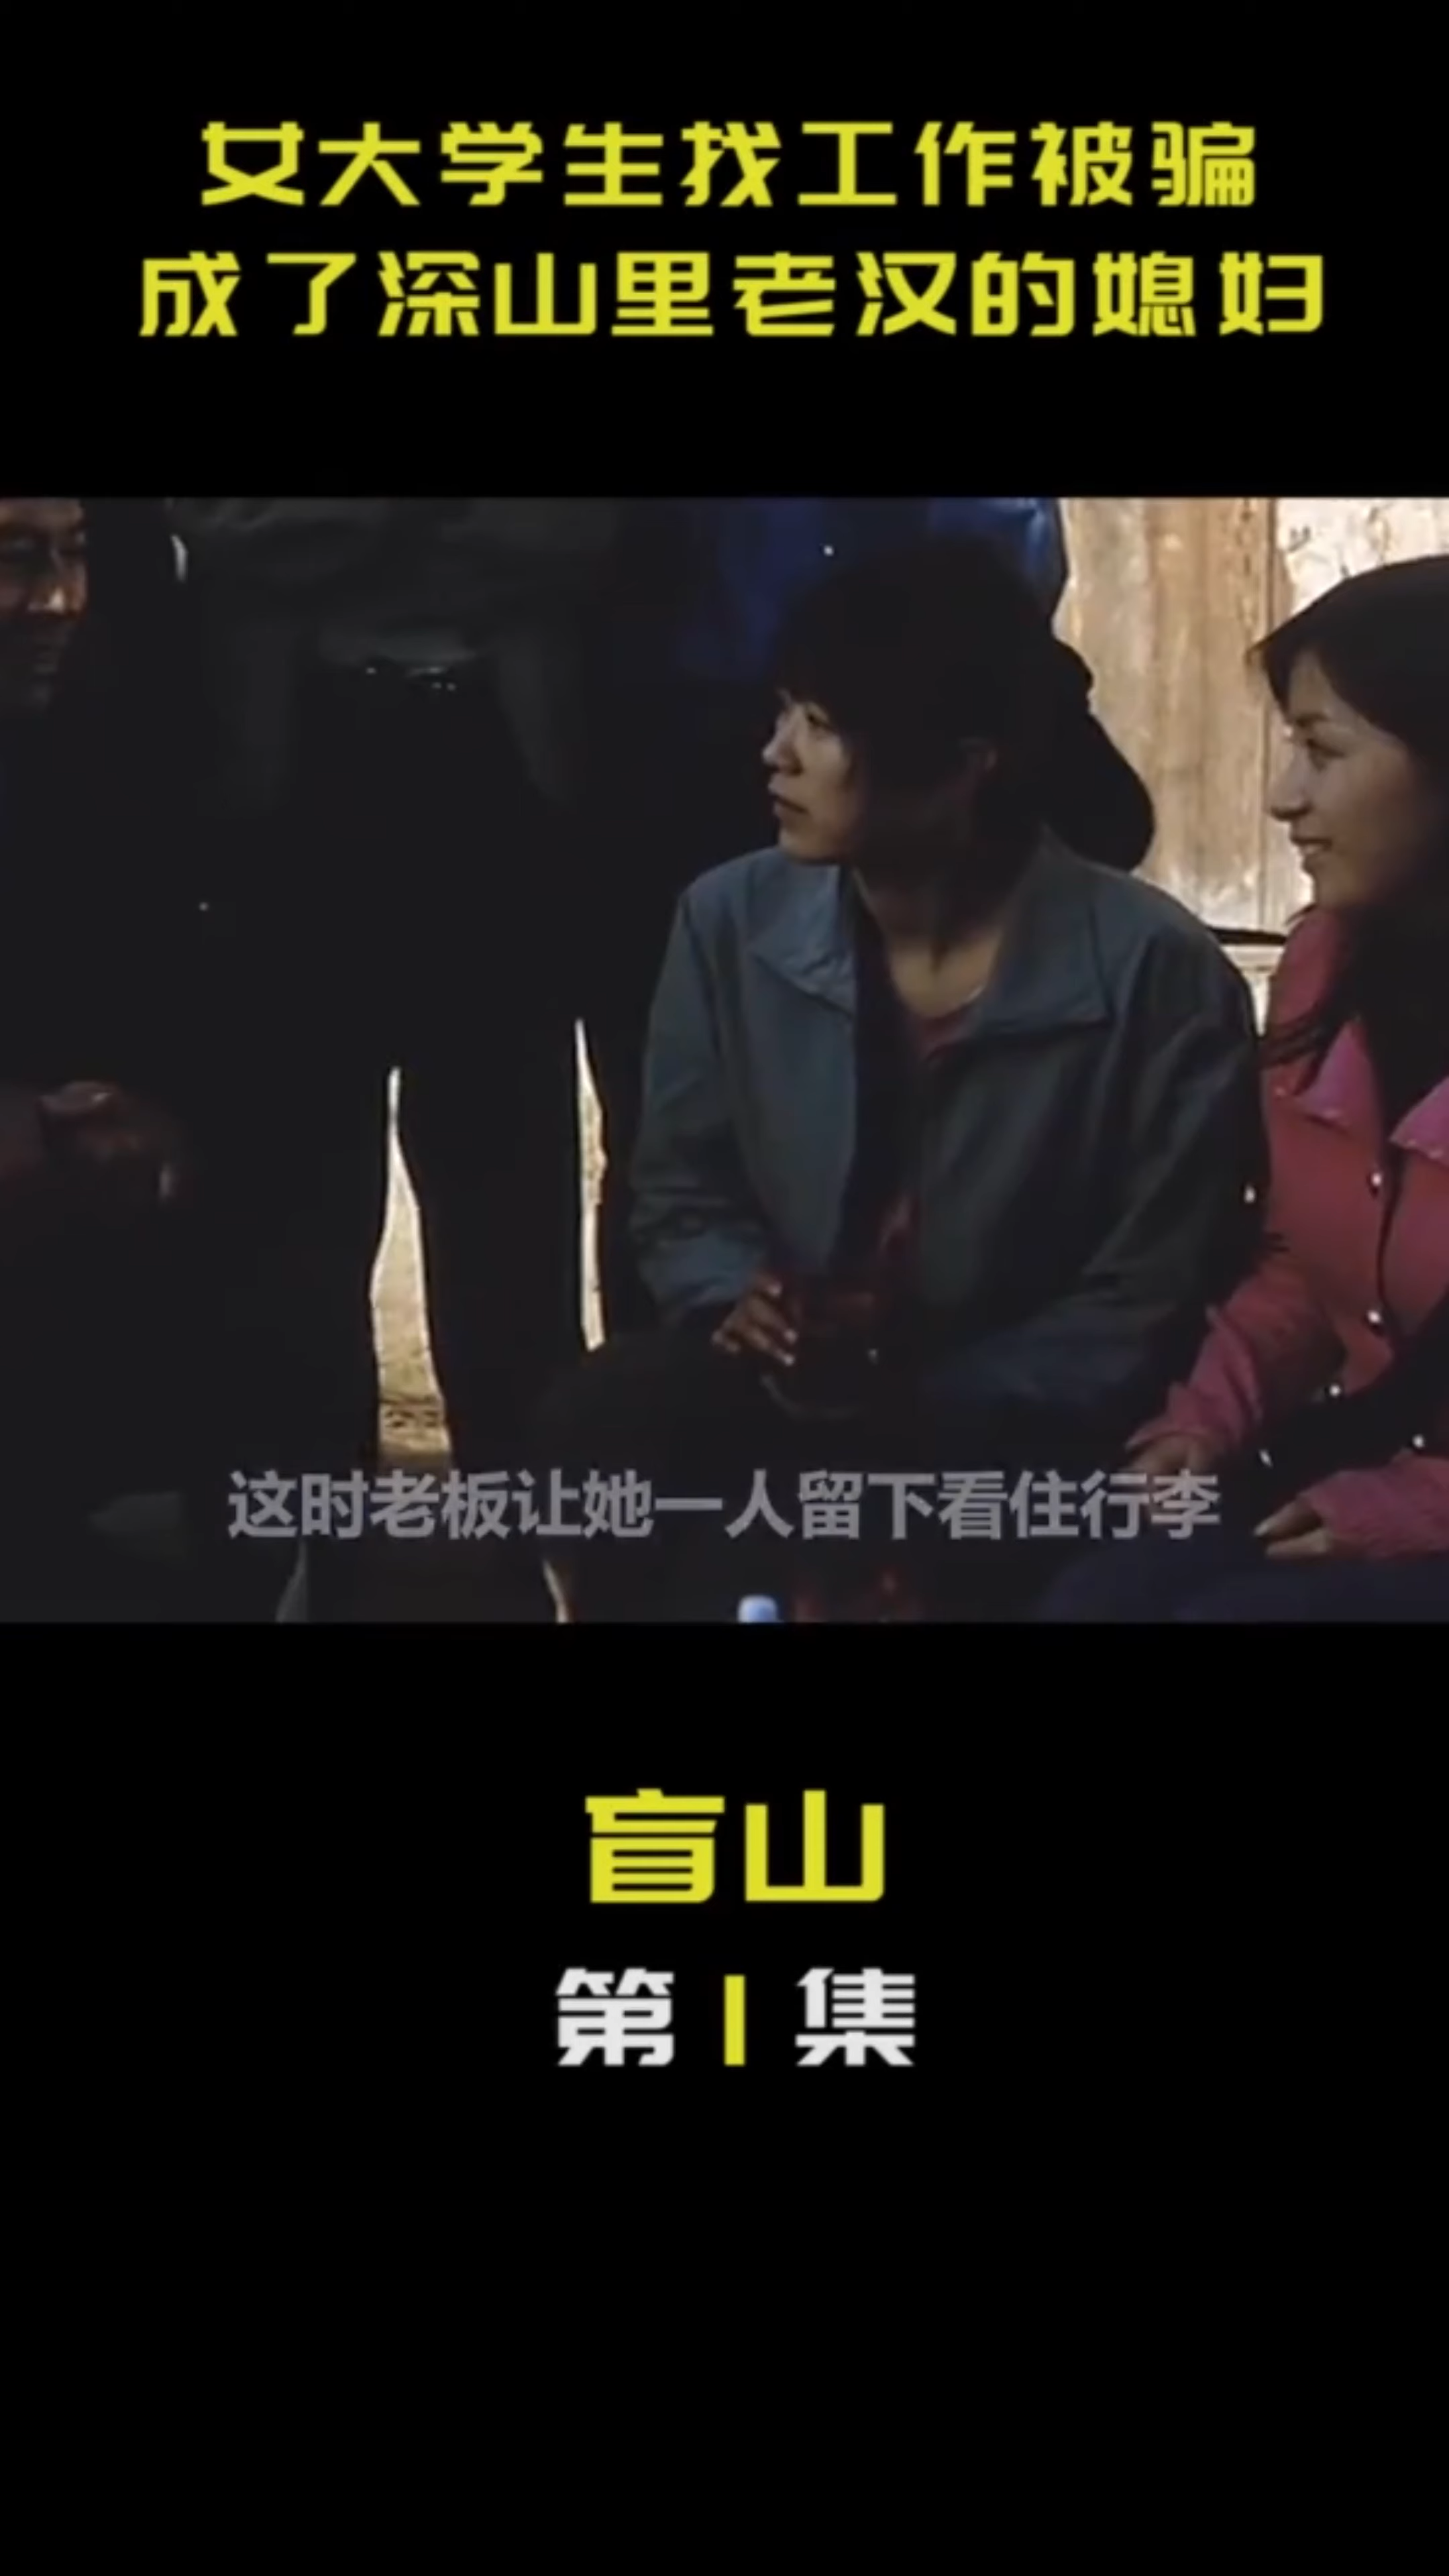 女大学生找工作被骗
成了深山里老汉的媳妇
这时老板让她一人留下看住行李
盲山
第1集